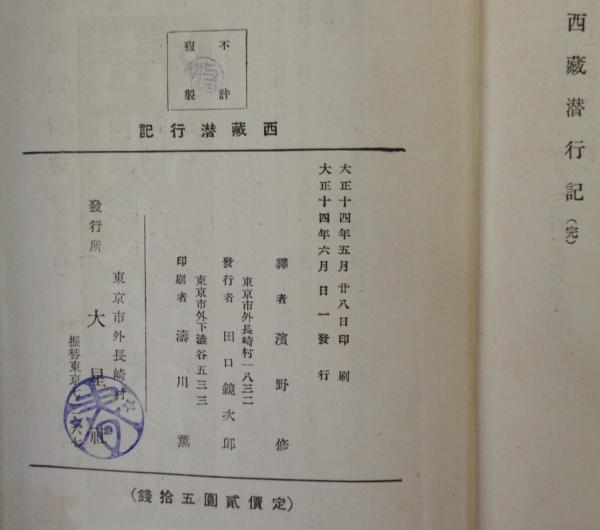 西藏潛行記
(完)
不許
複製
西藏潛行記
大正十四年五月廿八日印刷
大正十四年六月一日發行
譯者 濱野修
東京市外長崎村一八三二
發行者 田口鏡次郎
東京市外下澁谷五三三
印刷者 濤川薫
東京市外長崎村
發行所 大星社
振替東京
(定價貳圓五拾錢)